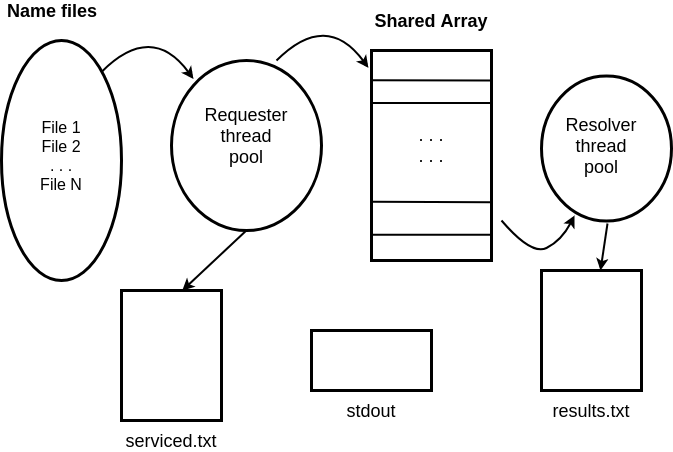 Name files
Shared Array
File 1
File 2
. . .
File N
Requester
thread
pool
. . .
. . .
Resolver
thread
pool
serviced.txt
stdout
results.txt